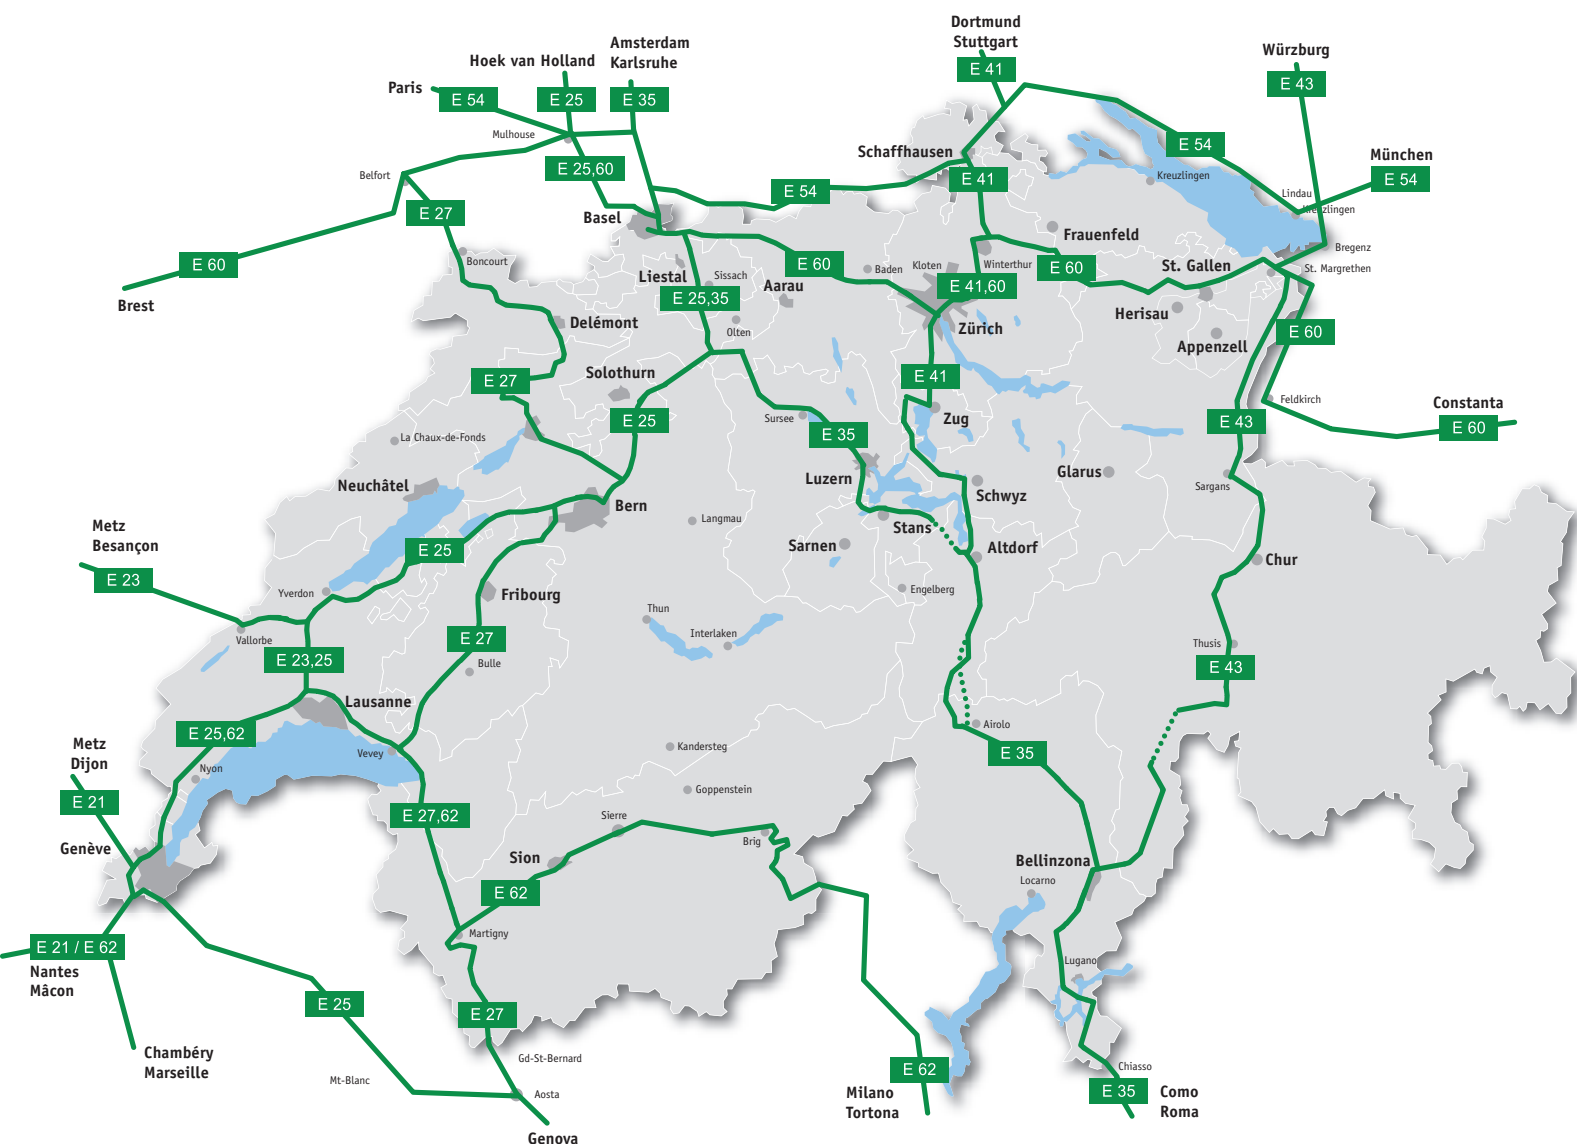 Dortmund
Stuttgart
Amsterdam
Karlsruhe
Hoek van Holland
Würzburg
Paris
E 54
E 25
E 35
E 41
E 43
Mulhouse
E 25,60
Schaffhausen
E 54
München
E 54
Belfort
E 41
Kreuzlingen
Lindau
Kreuzlingen
E 54
E 27
Basel
Frauenfeld
Bregenz
E 60
Boncourt
Liestal
Sissach
E 60
Baden
Kloten
Winterthur
E 60
St. Gallen
St. Margrethen
Brest
E 25,35
Aarau
E 41,60
Herisau
Delémont
Olten
Zürich
Appenzell
E 60
E 27
Solothurn
E 41
Feldkirch
Constanta
E 60
E 25
Sursee
E 35
Zug
E 43
La Chaux-de-Fonds
Neuchâtel
Luzern
Schwyz
Glarus
Sargans
Bern
Langmau
Stans
Metz
Besançon
E 25
Sarnen
Altdorf
Chur
E 23
Yverdon
Fribourg
Engelberg
Vallorbe
E 27
Thun
Interlaken
Thusis
E 23,25
Bulle
E 43
Lausanne
E 25,62
Airolo
Metz
Dijon
Vevey
Kandersteg
E 35
Nyon
E 21
E 27,62
Goppenstein
Sierre
Genève
Sion
Brig
Bellinzona
E 62
Locarno
E 21 / E 62
Martigny
Nantes
Mâcon
Lugano
E 25
E 27
Chambéry
Marseille
Gd-St-Bernard
Mt-Blanc
Aosta
E 62
Chiasso
Milano
Tortona
E 35
Como
Roma
Genova